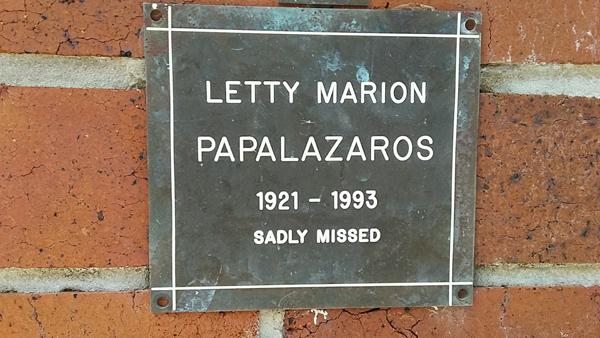 LETTY MARION
PAPALAZAROS
1921 - 1993
SADLY MISSED